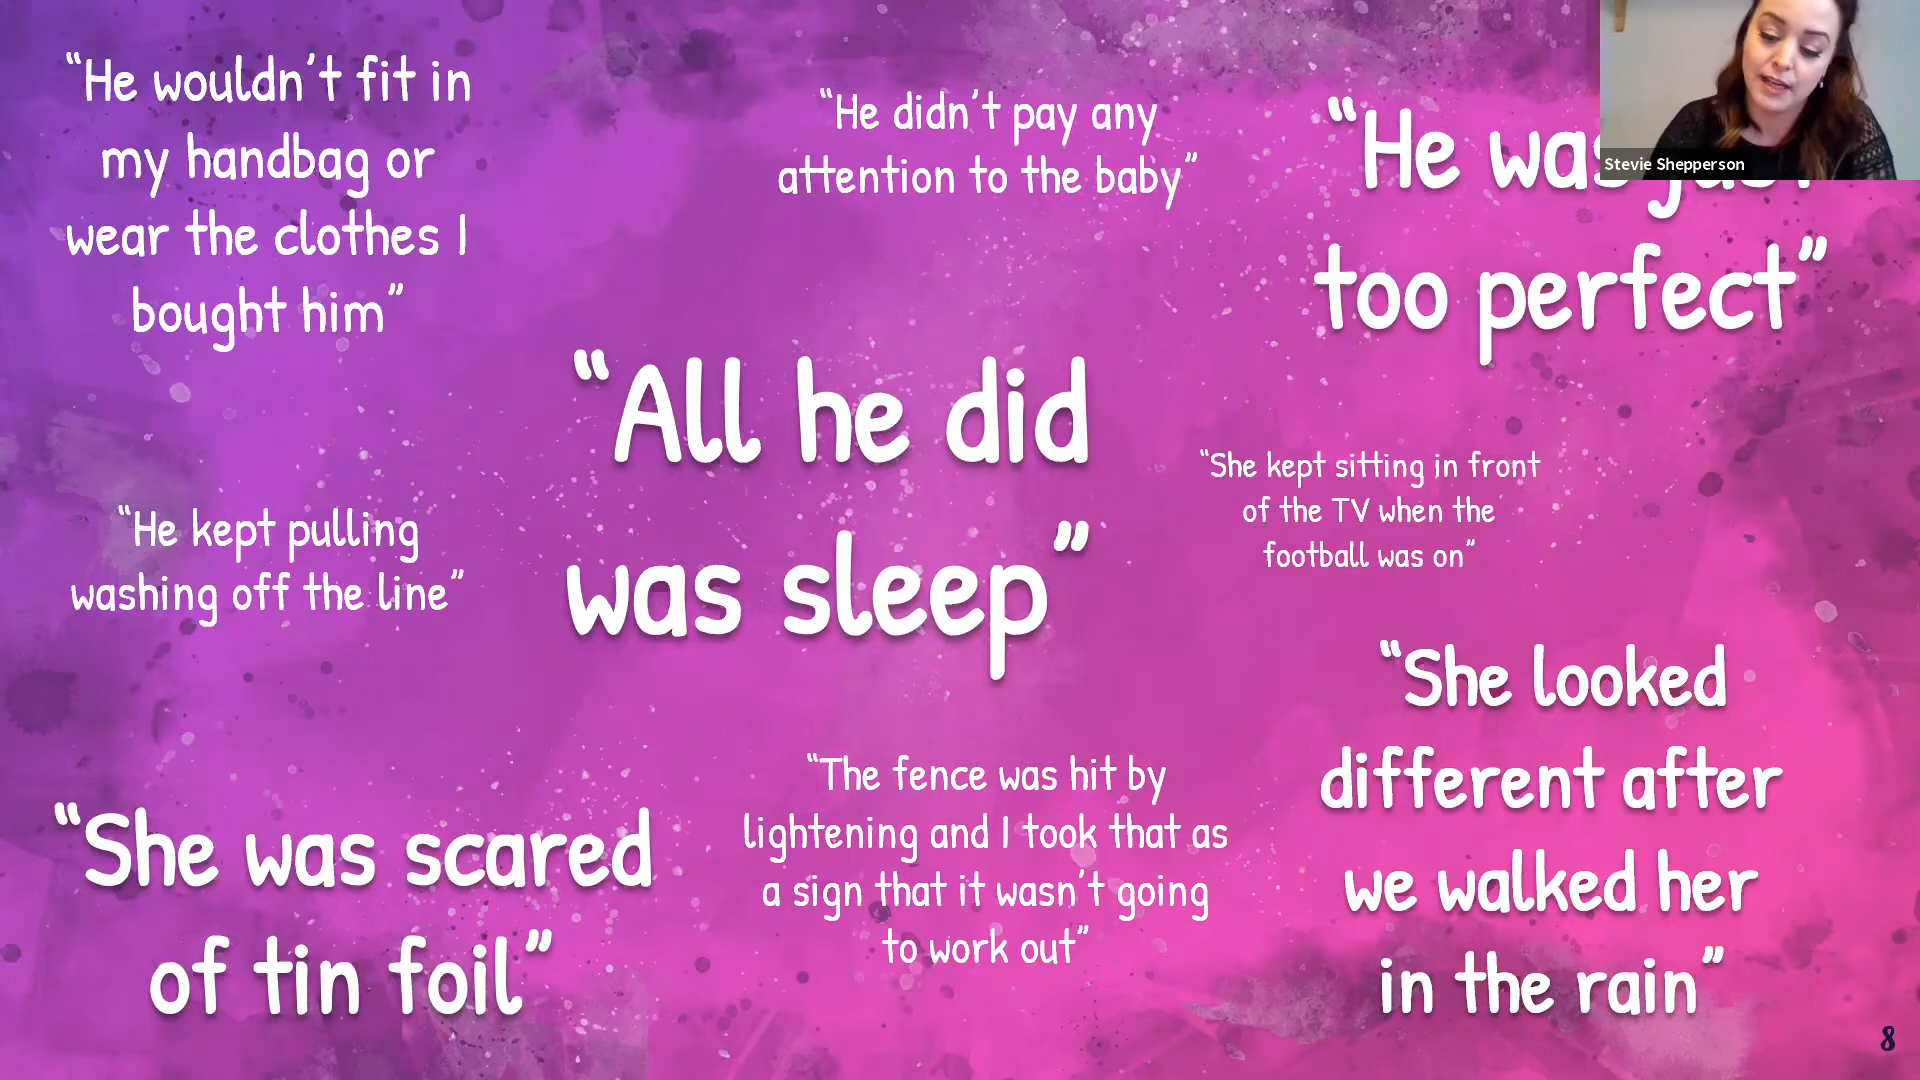 “He wouldn’t fit in
my handbag or
wear the clothes I
bought him”
“He didn’t pay any
attention to the baby”
“He was just
too perfect”
Stevie Shepperson
“All he did
was sleep”
“She kept sitting in front
of the TV when the
football was on”
“He kept pulling
washing off the line”
“She looked
different after
we walked her
in the rain”
“The fence was hit by
lightening and I took that as
a sign that it wasn’t going
to work out”
“She was scared
of tin foil”
8